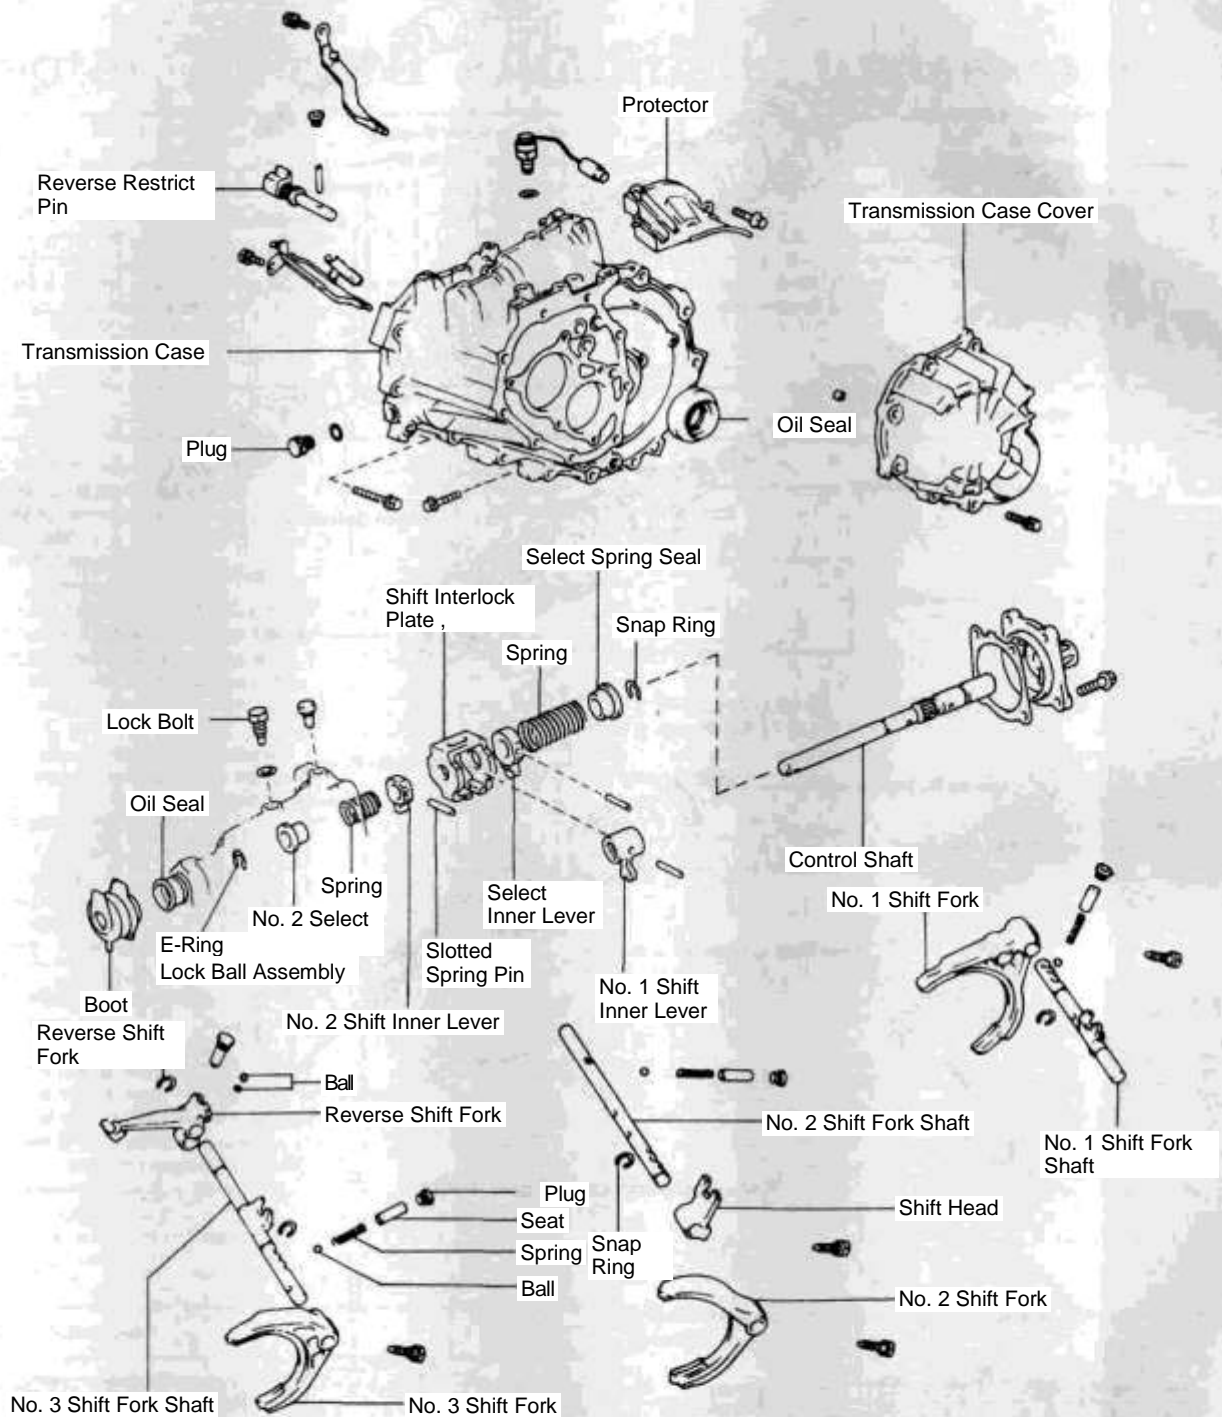 Protector
Reverse Restrict
Pin
Transmission Case Cover
Transmission Case
Oil Seal
Plug
Select Spring Seal
Shift Interlock
Plate ,
Snap Ring
Spring
Lock Bolt
Oil Seal
Control Shaft
Spring
No. 2 Select
Select
Inner Lever
No. 1 Shift Fork
E-Ring
Lock Ball Assembly
Slotted
Spring Pin
No. 1 Shift
Inner Lever
Boot
No. 2 Shift Inner Lever
Reverse Shift
Fork
Ball
Reverse Shift Fork
No. 2 Shift Fork Shaft
No. 1 Shift Fork
Shaft
Plug
Seat
Spring
Ball
Snap
Ring
Shift Head
No. 2 Shift Fork
No. 3 Shift Fork Shaft
No. 3 Shift Fork